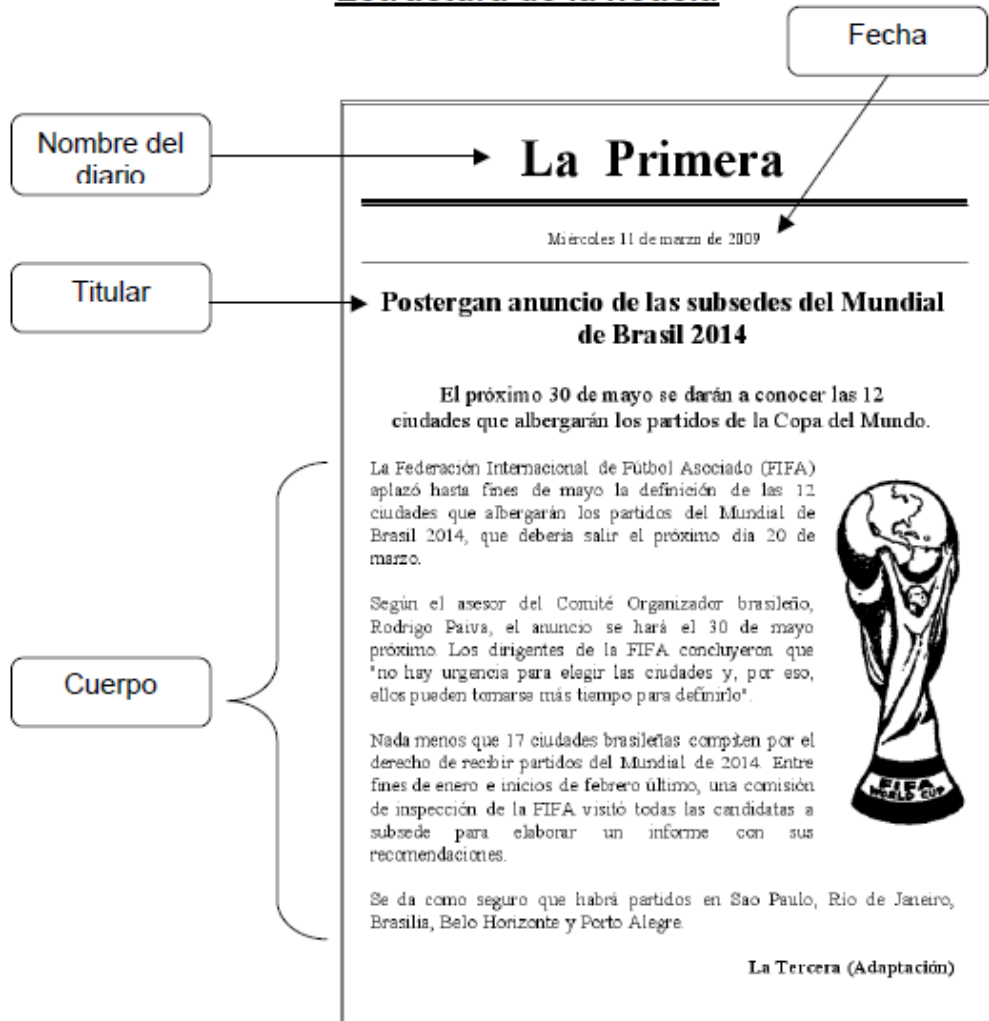 Estructura de la noticia
Fecha
Nombre del
diario
La Primera
Miércoles 11 de marzo de 2009
Titular
Postergan anuncio de las subsedes del Mundial
de Brasil 2014
El próximo 30 de mayo se darán a conocer las 12
ciudades que albergarán los partidos de la Copa del Mundo.
La Federación Internacional de Fútbol Asociado (FIFA)
aplazó hasta fines de mayo la definición de las 12
ciudades que albergarán los partidos del Mundial de
Brasil 2014, que debería salir el próximo día 20 de
marzo.
Según el asesor del Comité Organizador brasileño,
Rodrigo Paiva, el anuncio se hará el 30 de mayo
próximo. Los dirigentes de la FIFA concluyeron que
"no hay urgencia para elegir las ciudades y, por eso,
ellos pueden tomarse más tiempo para definirlo".
Cuerpo
Nada menos que 17 ciudades brasileñas compiten por el
derecho de recibir partidos del Mundial de 2014. Entre
fines de enero e inicios de febrero último, una comisión
de inspección de la FIFA visitó todas las candidatas a
subsede para elaborar un informe con sus
recomendaciones.
FIFA
WORLD CUP
Se da como seguro que habrá partidos en Sao Paulo, Río de Janeiro,
Brasilia, Belo Horizonte y Porto Alegre.
La Tercera (Adaptación)